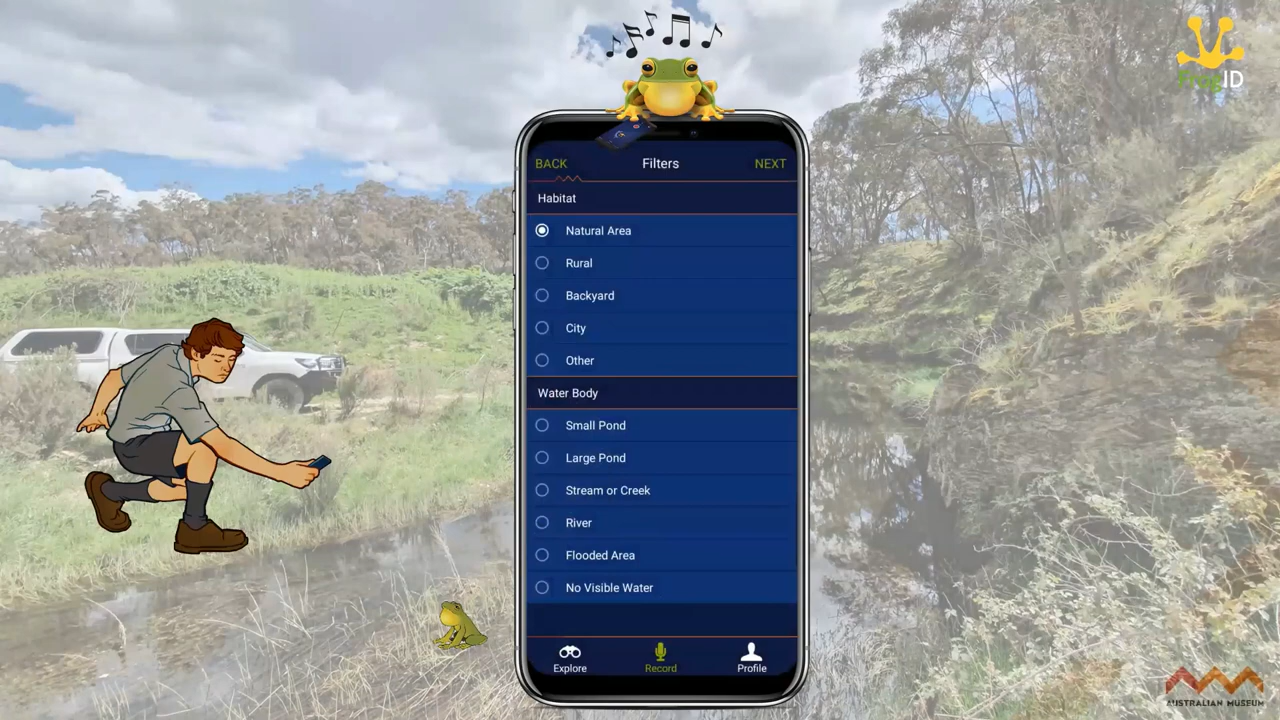 FrogID
BACK
Filters
NEXT
Habitat
Natural Area
Rural
Backyard
City
Other
Water Body
Small Pond
Large Pond
Stream or Creek
River
Flooded Area
No Visible Water
Explore
Record
Profile
AUSTRALIAN MUSEUM